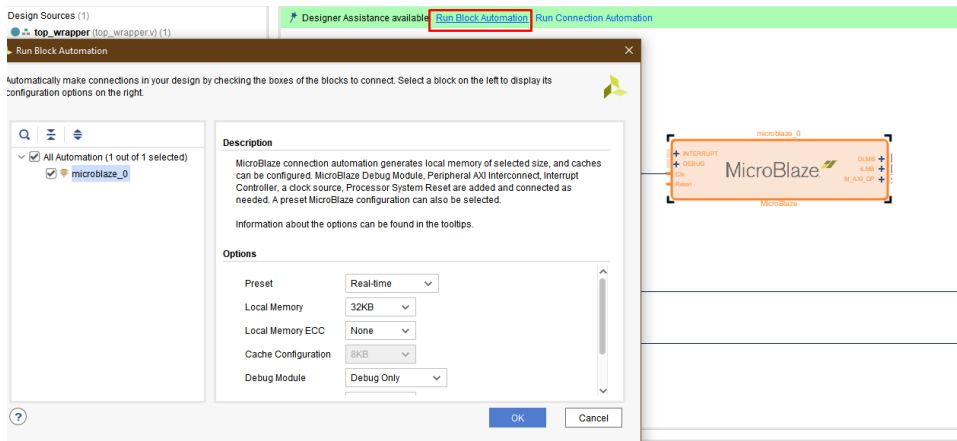 Design Sources (1)
top_wrapper (top_wrapper.v) (1)
Designer Assistance available Run Block Automation Run Connection Automation
Run Block Automation
Automatically make connections in your design by checking the boxes of the blocks to connect. Select a block on the left to display its
configuration options on the right.
All Automation (1 out of 1 selected)
microblaze_0
Description
MicroBlaze connection automation generates local memory of selected size, and caches
can be configured. MicroBlaze Debug Module, Peripheral AXI Interconnect, Interrupt
Controller, a clock source, Processor System Reset are added and connected as
needed. A preset MicroBlaze configuration can also be selected.
Information about the options can be found in the tooltips.
Options
Preset Real-time
Local Memory 32KB
Local Memory ECC None
Cache Configuration 8KB
Debug Module Debug Only
? OK Cancel
microblaze_0
INTERRUPT
DEBUG
Clk
Reset
MicroBlaze
DLMB
ILMB
M_AXI_DP
MicroBlaze